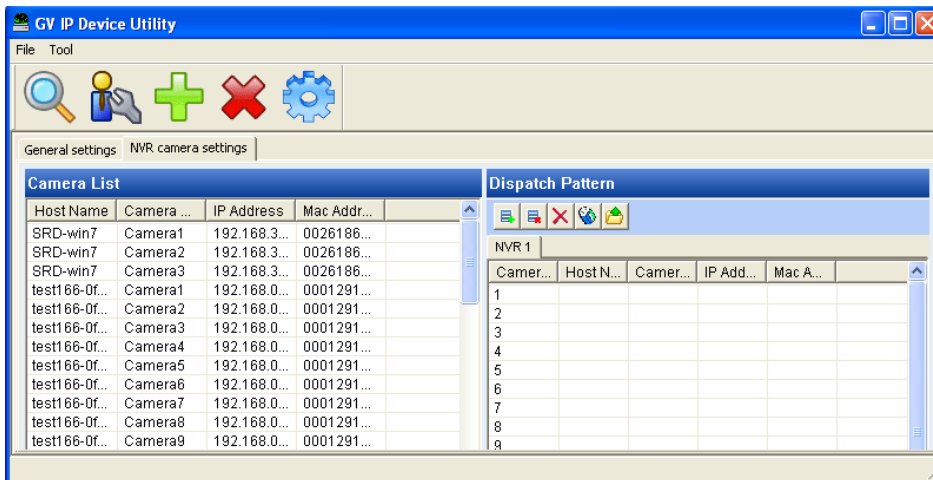 GV IP Device Utility
File Tool
General settings NVR camera settings
Camera List
Host Name Camera ... IP Address Mac Addr...
SRD-win7 Camera1 192.168.3... 0026186...
SRD-win7 Camera2 192.168.3... 0026186...
SRD-win7 Camera3 192.168.3... 0026186...
test166-0f... Camera1 192.168.0... 0001291...
test166-0f... Camera2 192.168.0... 0001291...
test166-0f... Camera3 192.168.0... 0001291...
test166-0f... Camera4 192.168.0... 0001291...
test166-0f... Camera5 192.168.0... 0001291...
test166-0f... Camera6 192.168.0... 0001291...
test166-0f... Camera7 192.168.0... 0001291...
test166-0f... Camera8 192.168.0... 0001291...
test166-0f... Camera9 192.168.0... 0001291...
Dispatch Pattern
NVR 1
Camer... Host N... Camer... IP Add... Mac A...
1
2
3
4
5
6
7
8
9